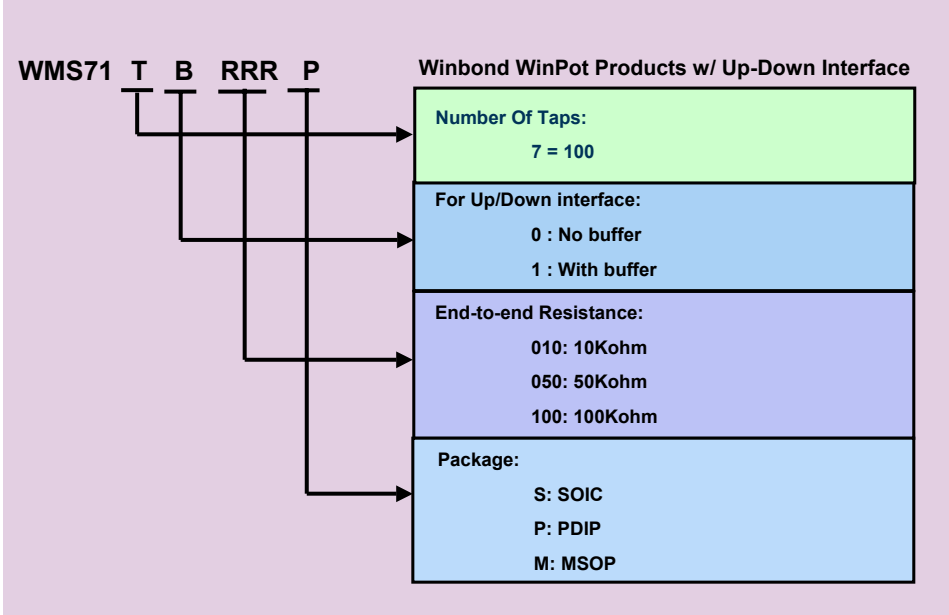 WMS71 T B RRR P
Winbond WinPot Products w/ Up-Down Interface
Number Of Taps:
7 = 100
For Up/Down interface:
0 : No buffer
1 : With buffer
End-to-end Resistance:
010: 10Kohm
050: 50Kohm
100: 100Kohm
Package:
S: SOIC
P: PDIP
M: MSOP